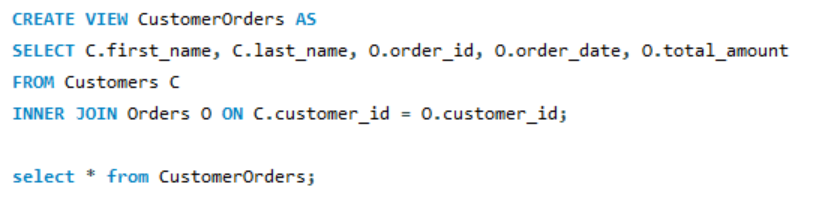 CREATE VIEW CustomerOrders AS
SELECT C.first_name, C.last_name, O.order_id, O.order_date, O.total_amount
FROM Customers C
INNER JOIN Orders O ON C.customer_id = O.customer_id;
select * from CustomerOrders;